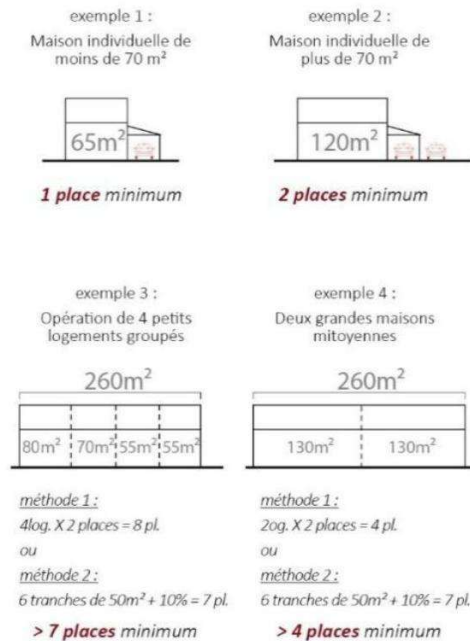 exemple 1 :
Maison individuelle de
moins de 70 m²
65m²
1 place minimum
exemple 2 :
Maison individuelle de
plus de 70 m²
120m²
2 places minimum
exemple 3 :
Opération de 4 petits
logements groupés
260m²
80m² 70m² 55m² 55m²
méthode 1 :
4log. X 2 places = 8 pl.
ou
méthode 2 :
6 tranches de 50m² + 10% = 7 pl.
> 7 places minimum
exemple 4 :
Deux grandes maisons
mitoyennes
260m²
130m² 130m²
méthode 1 :
2og. X 2 places = 4 pl.
ou
méthode 2 :
6 tranches de 50m² + 10% = 7 pl.
> 4 places minimum